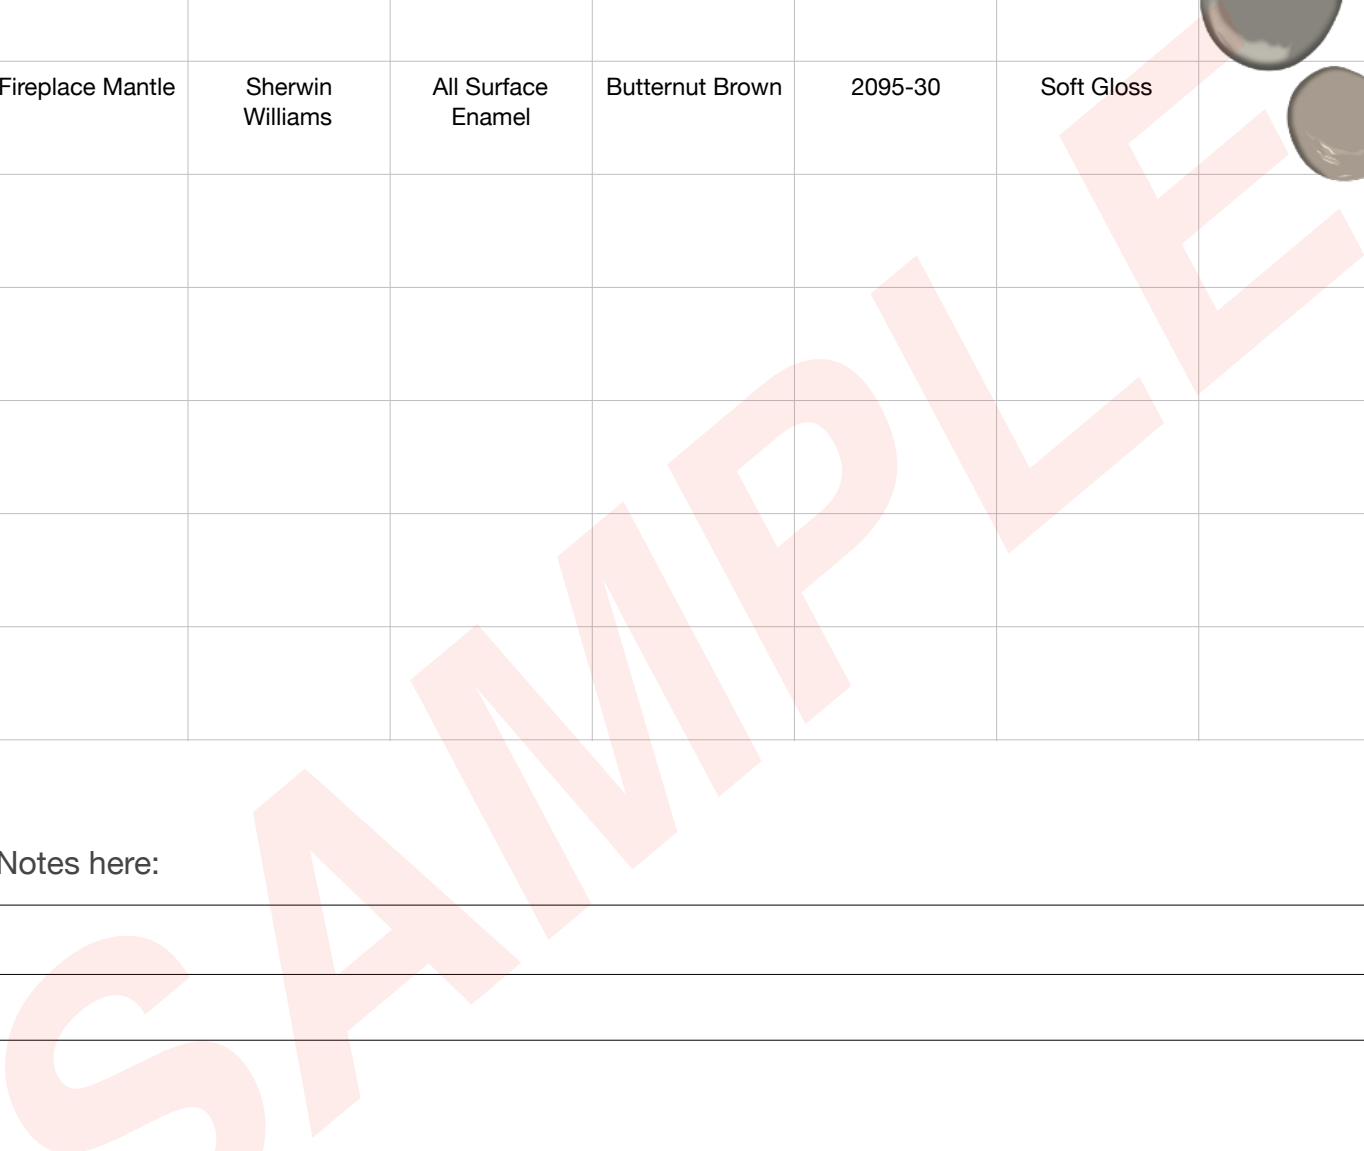 Fireplace Mantle Sherwin Williams All Surface Enamel Butternut Brown 2095-30 Soft Gloss
Notes here:
SAMPLE